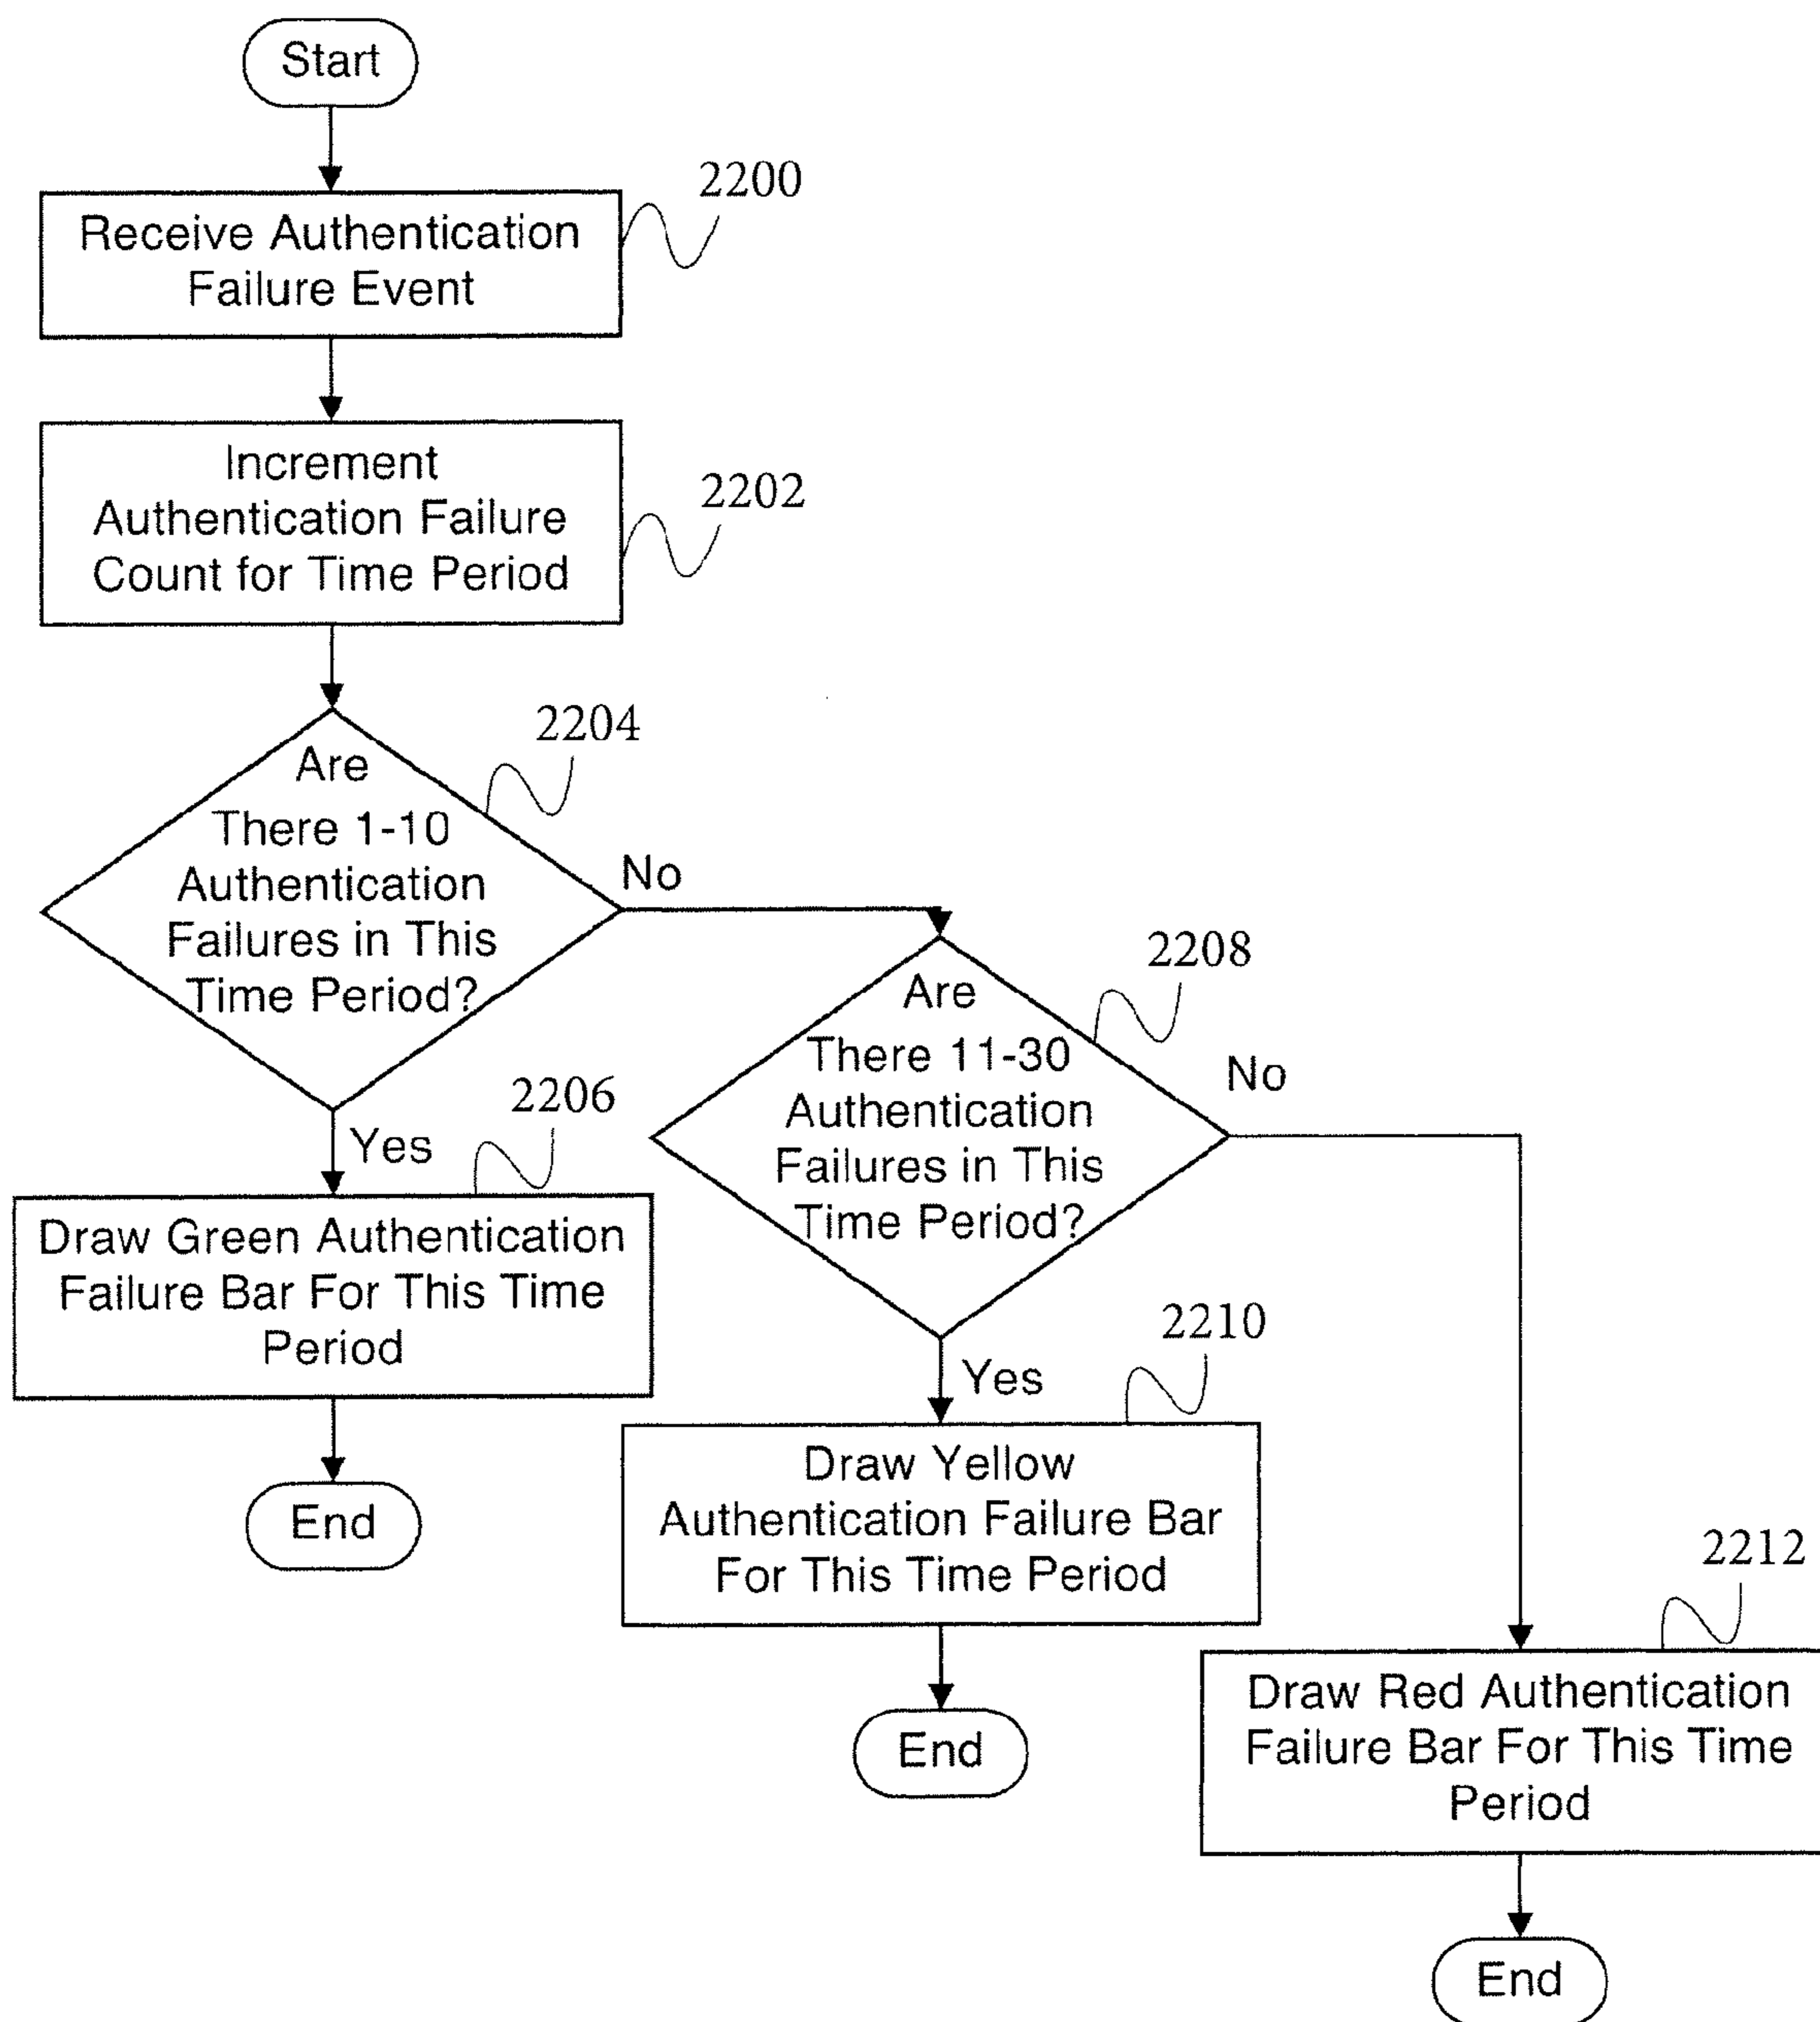 Start
2200
Receive Authentication
Failure Event
2202
Increment
Authentication Failure
Count for Time Period
2204
Are
There 1-10
Authentication
Failures in This
Time Period?
No
2208
Are
There 11-30
Authentication
Failures in This
Time Period?
No
2206
Yes
Draw Green Authentication
Failure Bar For This Time
Period
End
2210
Yes
Draw Yellow
Authentication Failure Bar
For This Time Period
End
2212
Draw Red Authentication
Failure Bar For This Time
Period
End